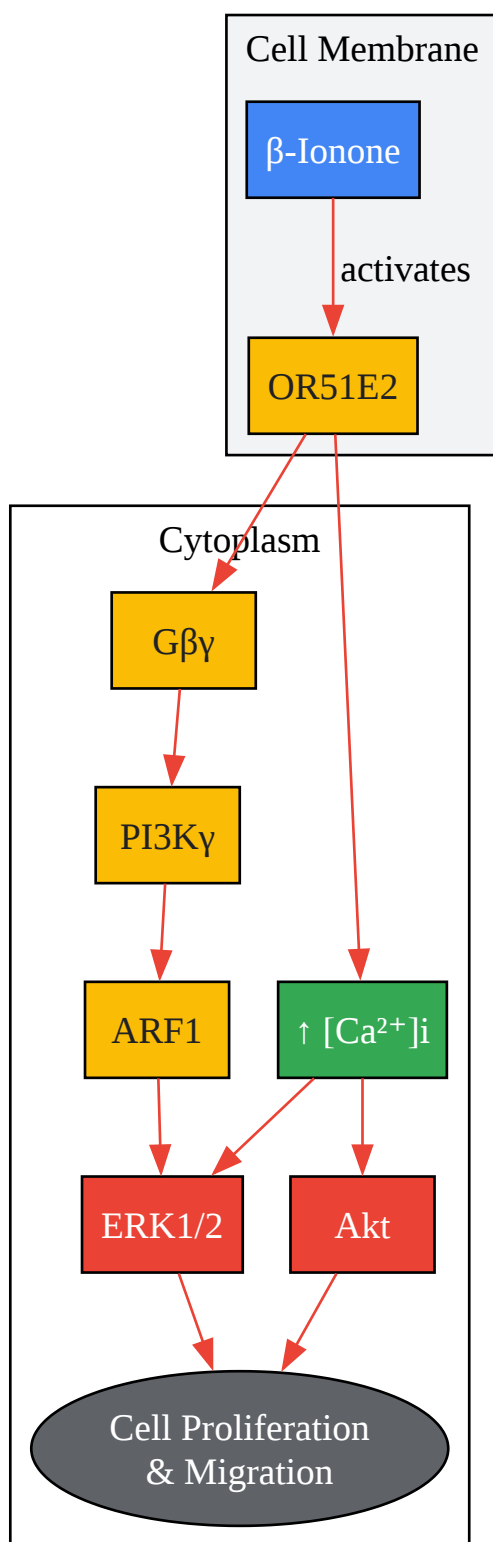 Cell Membrane
β-Ionone
activates
OR51E2
Cytoplasm
Gβγ
PI3Kγ
ARF1
↑ [Ca²⁺]i
ERK1/2
Akt
Cell Proliferation
& Migration